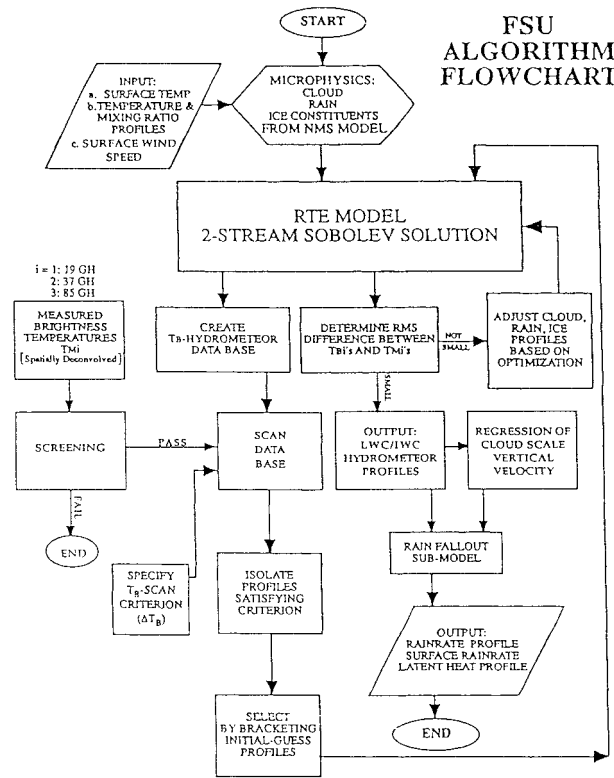 START
FSU
ALGORITHM
FLOWCHART
INPUT:
a. SURFACE TEMP
b. TEMPERATURE &
MIXING RATIO
PROFILES
c. SURFACE WIND
SPEED
MICROPHYSICS:
CLOUD
RAIN
ICE CONSTITUENTS
FROM NMS MODEL
RTE MODEL
2-STREAM SOBOLEV SOLUTION
i = 1: 19 GH
2: 37 GH
3: 85 GH
MEASURED
BRIGHTNESS
TEMPERATURES
TMi
[Spatially Deconvolved]
CREATE
TB-HYDROMETEOR
DATA BASE
DETERMINE RMS
DIFFERENCE BETWEEN
TBi's AND TMi's
NOT
SMALL
ADJUST CLOUD,
RAIN, ICE
PROFILES
BASED ON
OPTIMIZATION
SMALL
SCREENING
PASS
SCAN
DATA
BASE
OUTPUT:
LWC/IWC
HYDROMETEOR
PROFILES
REGRESSION OF
CLOUD SCALE
VERTICAL
VELOCITY
FAIL
END
SPECIFY
TB-SCAN
CRITERION
(ΔTB)
ISOLATE
PROFILES
SATISFYING
CRITERION
RAIN FALLOUT
SUB-MODEL
OUTPUT:
RAINRATE PROFILE
SURFACE RAINRATE
LATENT HEAT PROFILE
SELECT
BY BRACKETING
INITIAL-GUESS
PROFILES
END